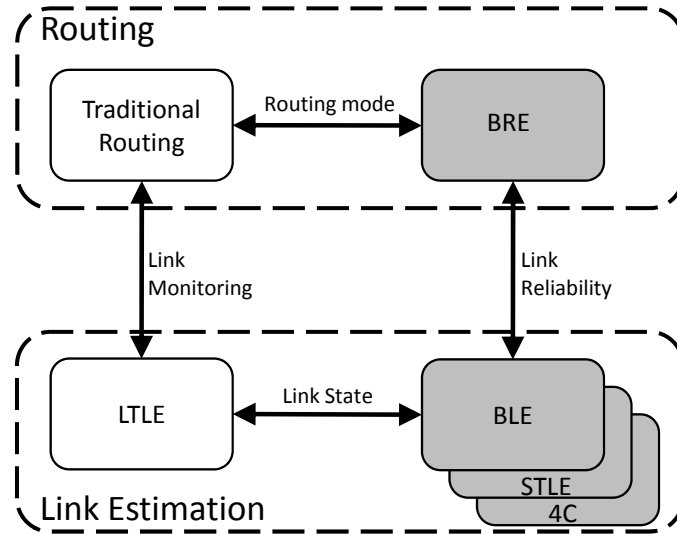 Routing
Traditional
Routing
Routing mode
BRE
Link
Monitoring
Link
Reliability
LTLE
Link State
BLE
STLE
4C
Link Estimation